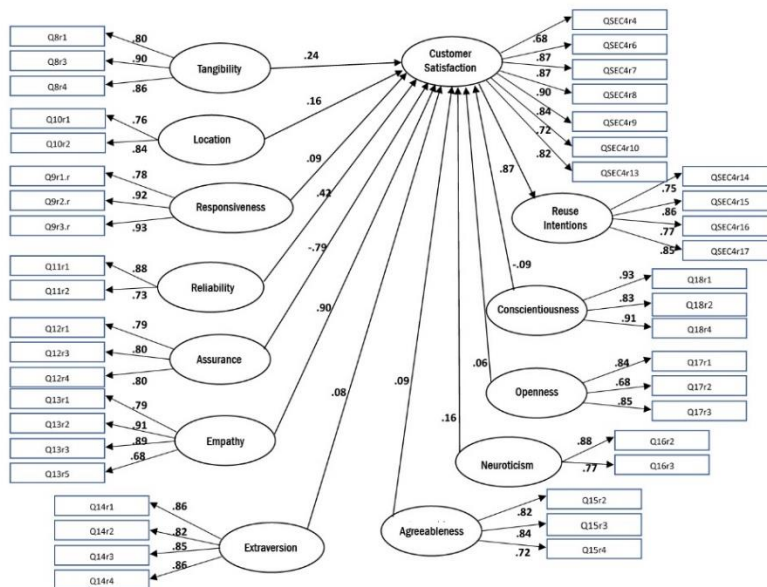 Q8r1
.80
Q8r3
.90
Q8r4
.86
Tangibility
.24
Q10r1
.76
Q10r2
.84
Location
.16
Q9r1.r
.78
Q9r2.r
.92
Q9r3.r
.93
Responsiveness
.09
Q11r1
.88
Q11r2
.73
Reliability
.42
Q12r1
.79
Q12r3
.80
Q12r4
.80
Assurance
-.79
Q13r1
.79
Q13r2
.91
Q13r3
.89
Q13r5
.68
Empathy
.90
Q14r1
.86
Q14r2
.82
Q14r3
.85
Q14r4
.86
Extraversion
.08
Customer
Satisfaction
QSEC4r4
.68
QSEC4r6
.87
QSEC4r7
.87
QSEC4r8
.90
QSEC4r9
.84
QSEC4r10
.72
QSEC4r13
.82
.87
Reuse
Intentions
QSEC4r14
.75
QSEC4r15
.86
QSEC4r16
.77
QSEC4r17
.85
-.09
Conscientiousness
.93
Q18r1
.83
Q18r2
.91
Q18r4
.06
Openness
.84
Q17r1
.68
Q17r2
.85
Q17r3
.16
Neuroticism
.88
Q16r2
.77
Q16r3
.09
Agreeableness
.82
Q15r2
.84
Q15r3
.72
Q15r4